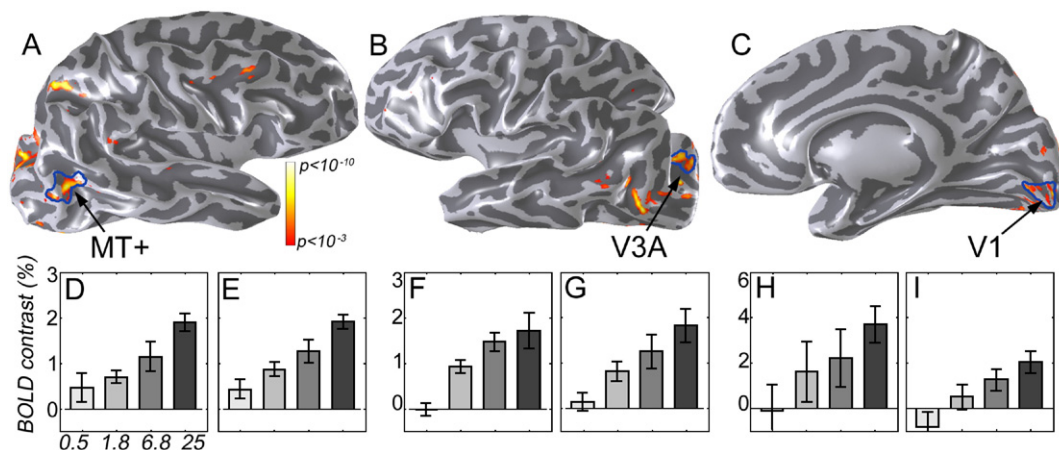 A
B
C
p<10⁻¹⁰
p<10⁻³
MT+
V3A
V1
BOLD contrast (%)
3
2
1
0
D
E
3
2
1
0
F
G
6
4
2
0
H
I
0.5 1.8 6.8 25